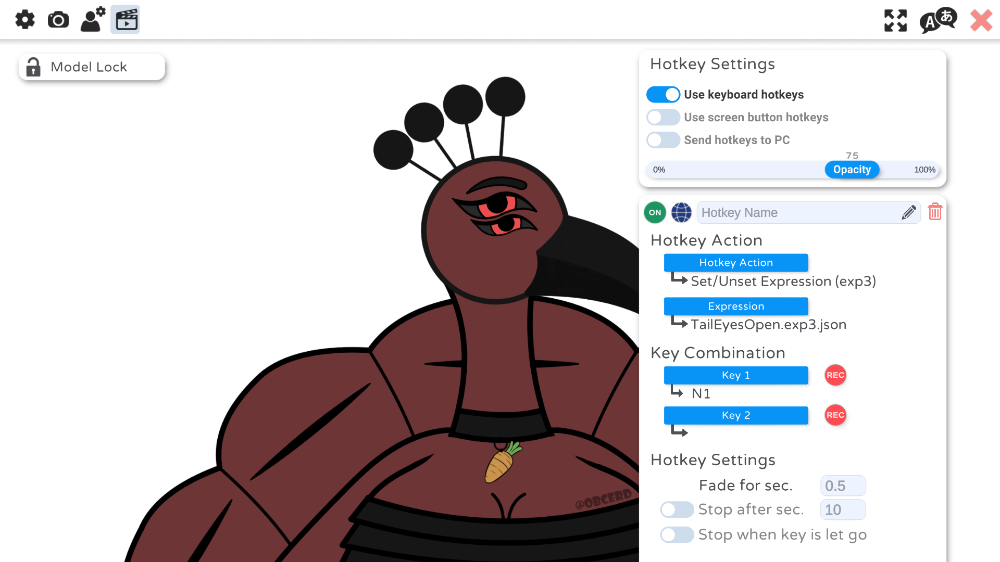 A あ
Model Lock
Hotkey Settings
Use keyboard hotkeys
Use screen button hotkeys
Send hotkeys to PC
75
0% Opacity 100%
ON Hotkey Name
Hotkey Action
Hotkey Action
Set/Unset Expression (exp3)
Expression
TailEyesOpen.exp3.json
Key Combination
Key 1 REC
N1
Key 2 REC
@OBCERD
Hotkey Settings
Fade for sec. 0.5
Stop after sec. 10
Stop when key is let go